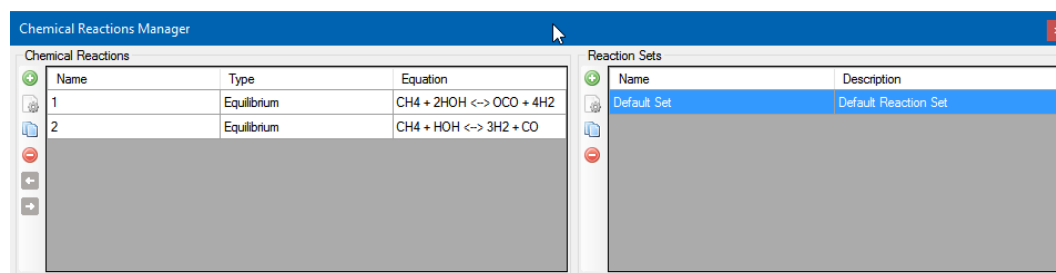 Chemical Reactions Manager
Chemical Reactions
Name Type Equation
1 Equilibrium CH4 + 2HOH <--> OCO + 4H2
2 Equilibrium CH4 + HOH <--> 3H2 + CO
Reaction Sets
Name Description
Default Set Default Reaction Set